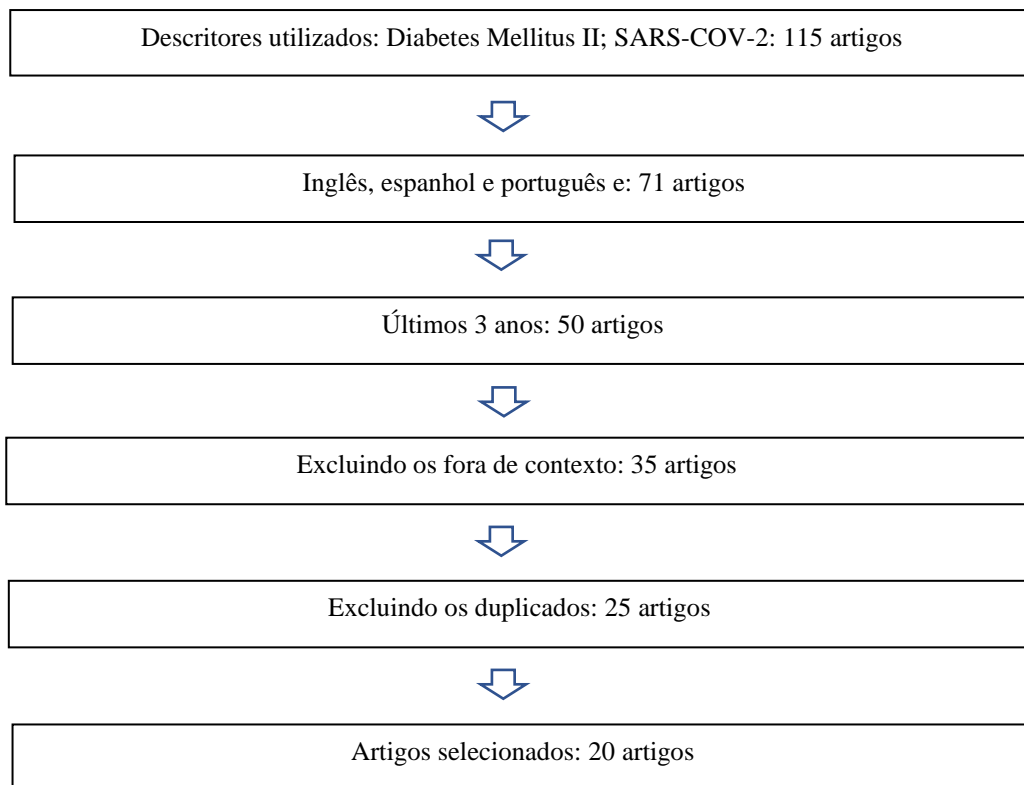 Descritores utilizados: Diabetes Mellitus II; SARS-COV-2: 115 artigos
Inglês, espanhol e português e: 71 artigos
Últimos 3 anos: 50 artigos
Excluindo os fora de contexto: 35 artigos
Excluindo os duplicados: 25 artigos
Artigos selecionados: 20 artigos